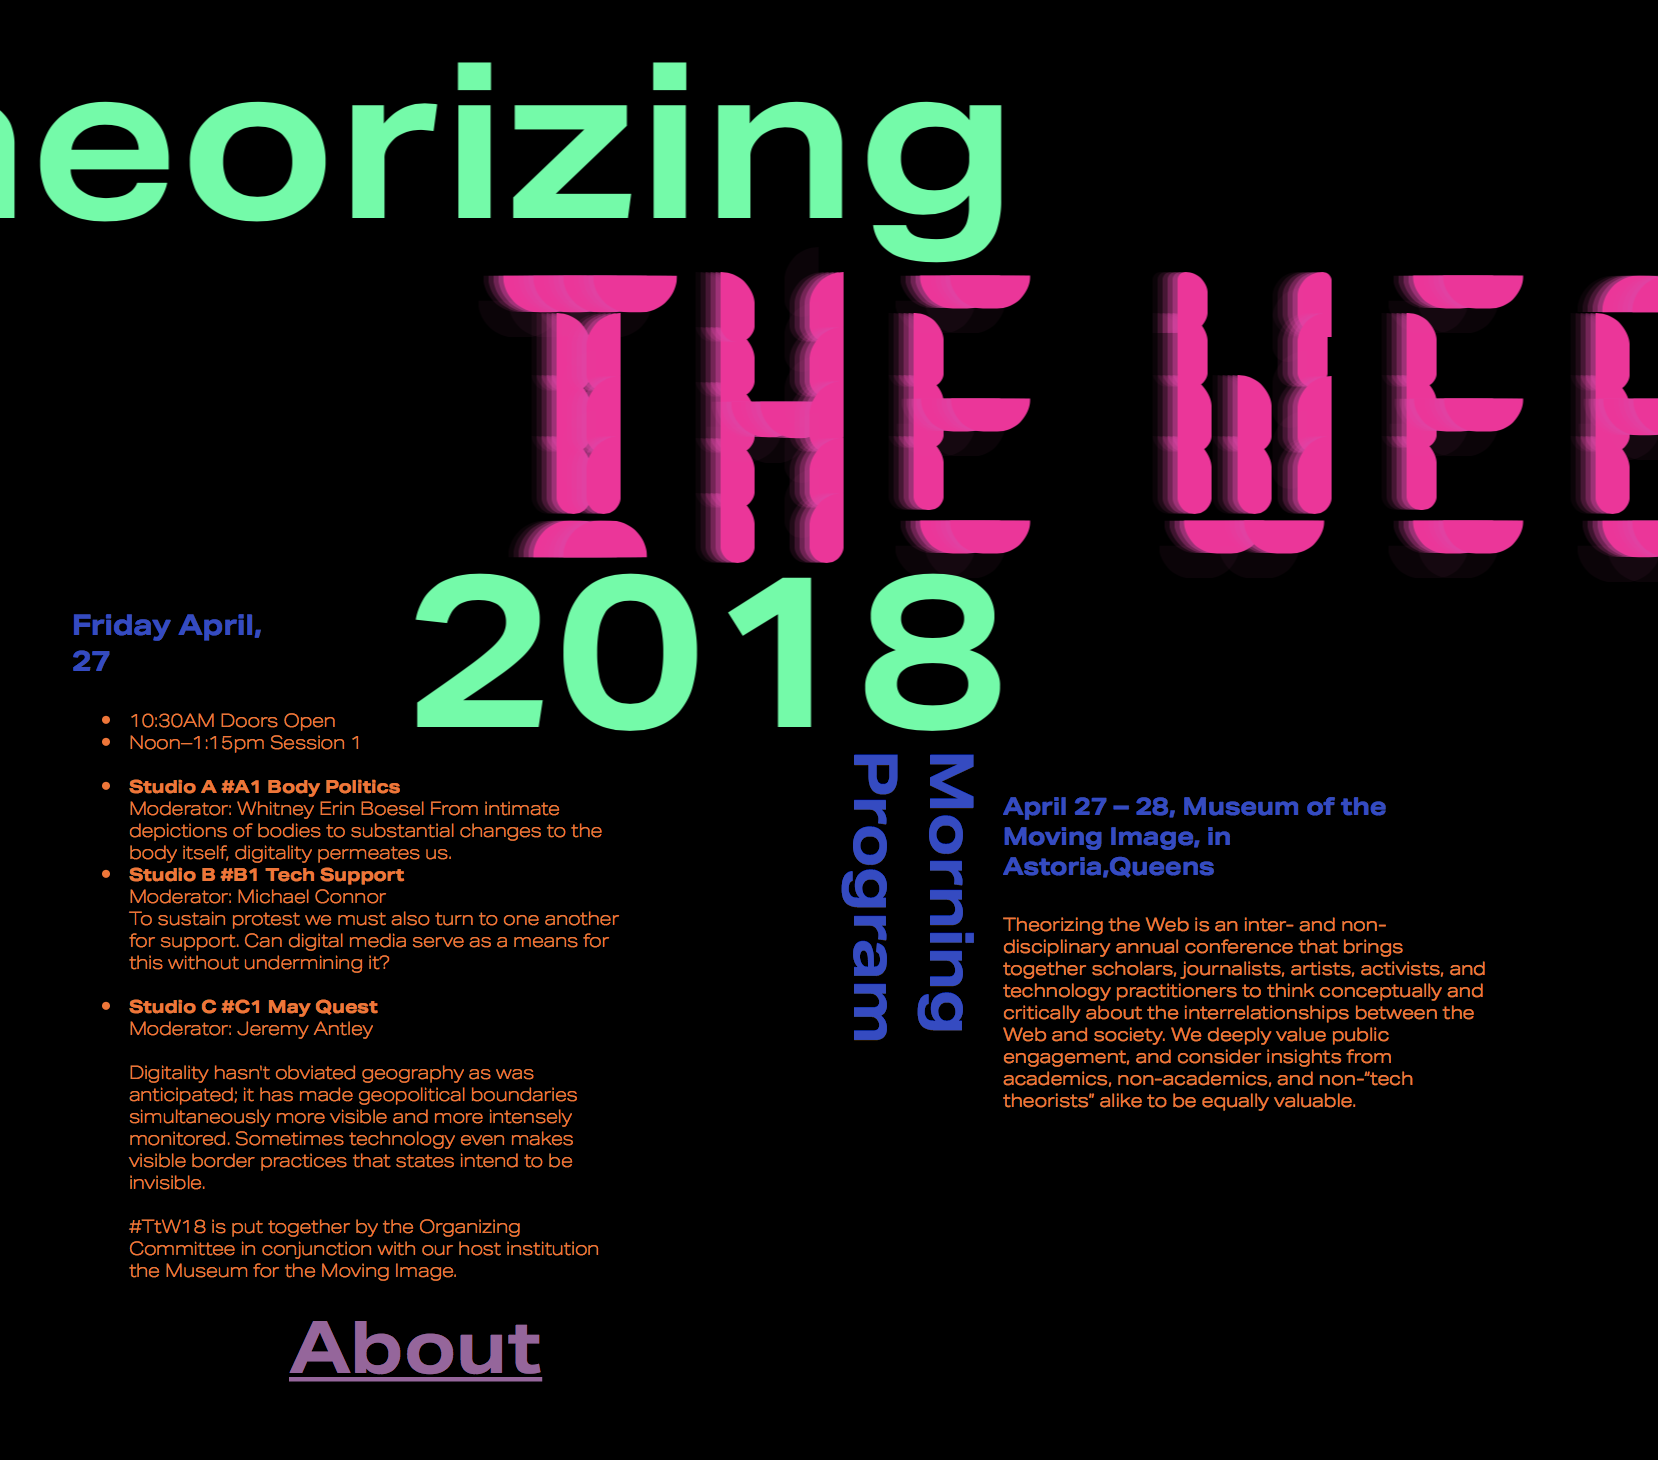 heorizing
THE WEB
2018
Friday April,
27
10:30AM Doors Open
Noon–1:15pm Session 1
Studio A #A1 Body Politics
Moderator: Whitney Erin Boesel From intimate
depictions of bodies to substantial changes to the
body itself, digitality permeates us.
Studio B #B1 Tech Support
Moderator: Michael Connor
To sustain protest we must also turn to one another
for support. Can digital media serve as a means for
this without undermining it?
Studio C #C1 May Quest
Moderator: Jeremy Antley
Digitality hasn't obviated geography as was
anticipated; it has made geopolitical boundaries
simultaneously more visible and more intensely
monitored. Sometimes technology even makes
visible border practices that states intend to be
invisible.
#TtW18 is put together by the Organizing
Committee in conjunction with our host institution
the Museum for the Moving Image.
About
Morning
Program
April 27 – 28, Museum of the
Moving Image, in
Astoria,Queens
Theorizing the Web is an inter- and non-
disciplinary annual conference that brings
together scholars, journalists, artists, activists, and
technology practitioners to think conceptually and
critically about the interrelationships between the
Web and society. We deeply value public
engagement, and consider insights from
academics, non-academics, and non-“tech
theorists” alike to be equally valuable.